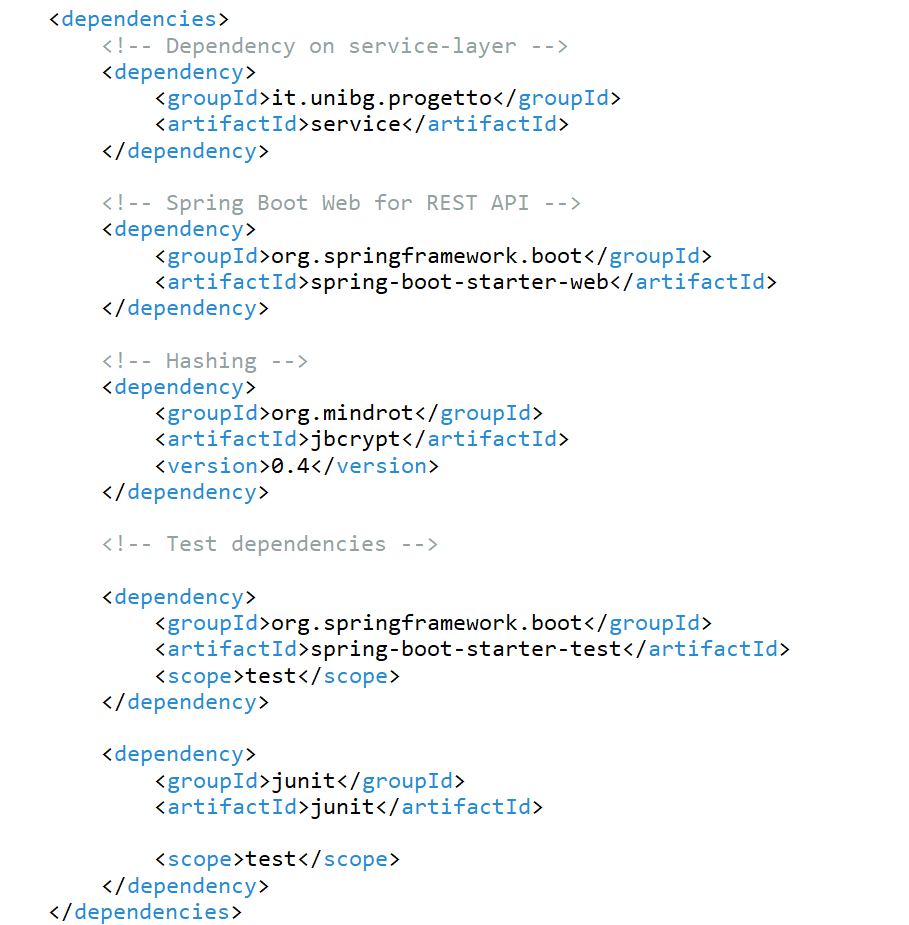 <dependencies>
<!-- Dependency on service-layer -->
<dependency>
<groupId>it.unibg.progetto</groupId>
<artifactId>service</artifactId>
</dependency>
<!-- Spring Boot Web for REST API -->
<dependency>
<groupId>org.springframework.boot</groupId>
<artifactId>spring-boot-starter-web</artifactId>
</dependency>
<!-- Hashing -->
<dependency>
<groupId>org.mindrot</groupId>
<artifactId>jbcrypt</artifactId>
<version>0.4</version>
</dependency>
<!-- Test dependencies -->
<dependency>
<groupId>org.springframework.boot</groupId>
<artifactId>spring-boot-starter-test</artifactId>
<scope>test</scope>
</dependency>
<dependency>
<groupId>junit</groupId>
<artifactId>junit</artifactId>
<scope>test</scope>
</dependency>
</dependencies>